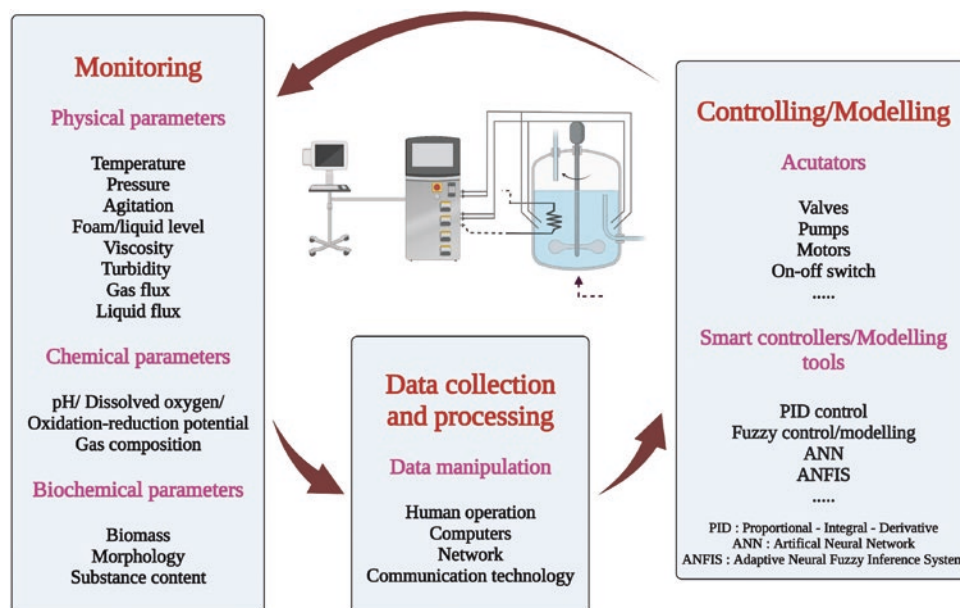 Monitoring
Physical parameters
Temperature
Pressure
Agitation
Foam/liquid level
Viscosity
Turbidity
Gas flux
Liquid flux
Chemical parameters
pH/ Dissolved oxygen/
Oxidation-reduction potential
Gas composition
Biochemical parameters
Biomass
Morphology
Substance content
Data collection
and processing
Data manipulation
Human operation
Computers
Network
Communication technology
Controlling/Modelling
Acutators
Valves
Pumps
Motors
On-off switch
.....
Smart controllers/Modelling
tools
PID control
Fuzzy control/modelling
ANN
ANFIS
.....
PID : Proportional - Integral - Derivative
ANN : Artifical Neural Network
ANFIS : Adaptive Neural Fuzzy Inference System